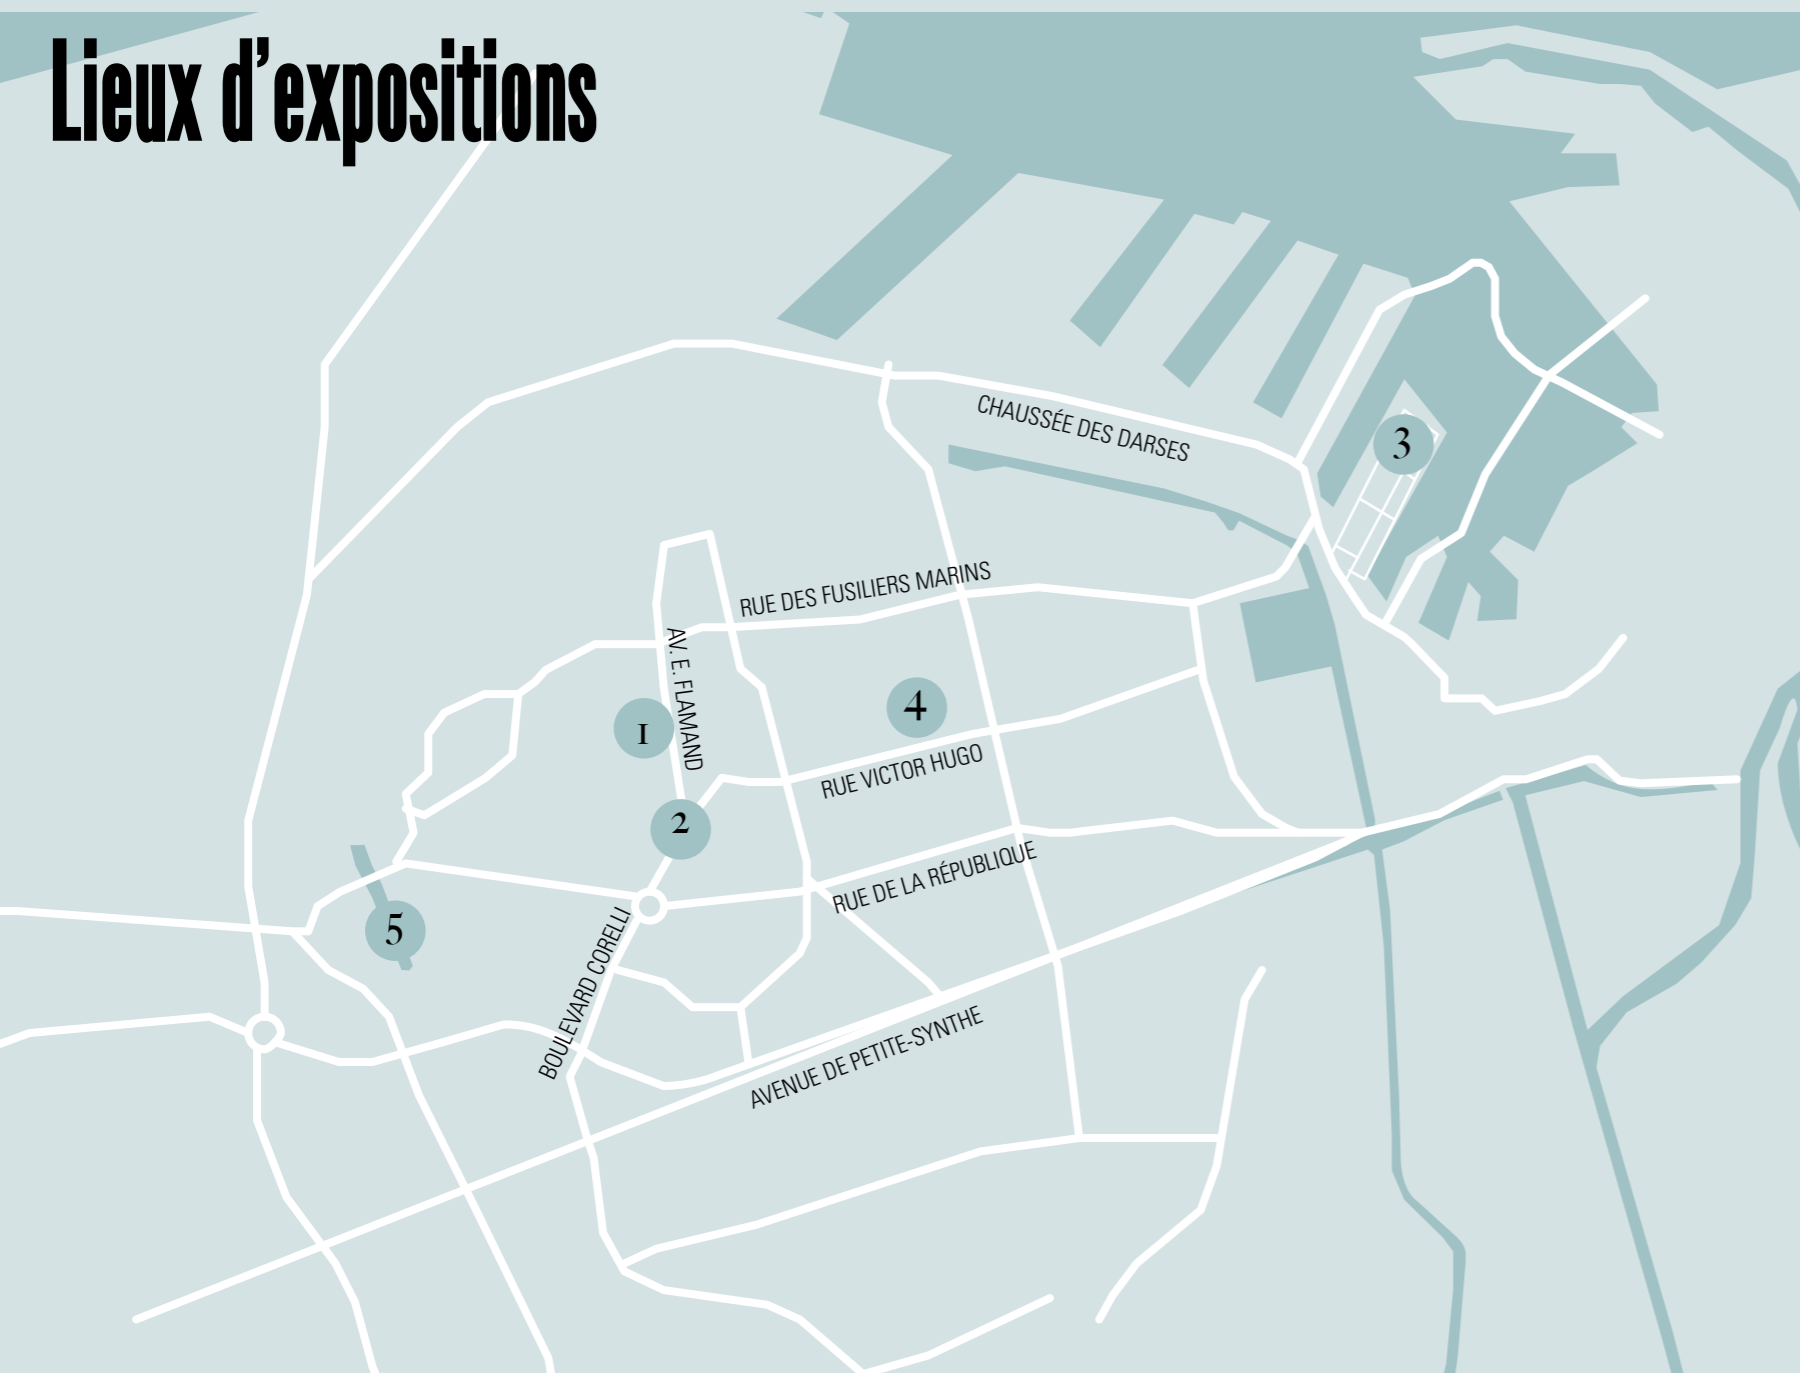 Lieux d’expositions
CHAUSSÉE DES DARSES
3
RUE DES FUSILIERS MARINS
AV. E. FLAMAND
4
1
RUE VICTOR HUGO
2
RUE DE LA RÉPUBLIQUE
5
BOULEVARD CORELLI
AVENUE DE PETITE-SYNTHE